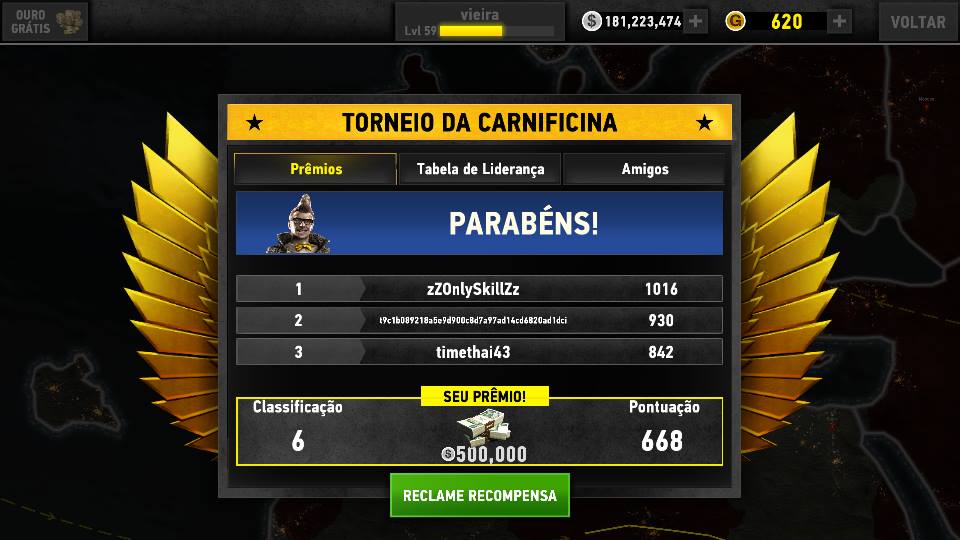 OURO
GRÁTIS
vieira
Lvl 59
181,223,474
620
VOLTAR
TORNEIO DA CARNIFICINA
Prêmios
Tabela de Liderança
Amigos
PARABÉNS!
1 zZOnlySkillZz 1016
2 t9c1b089218a5e9d900c8d7a97ad14cd6820ad1dci 930
3 timethai43 842
SEU PRÊMIO!
Classificação
Pontuação
6
668
500,000
RECLAME RECOMPENSA